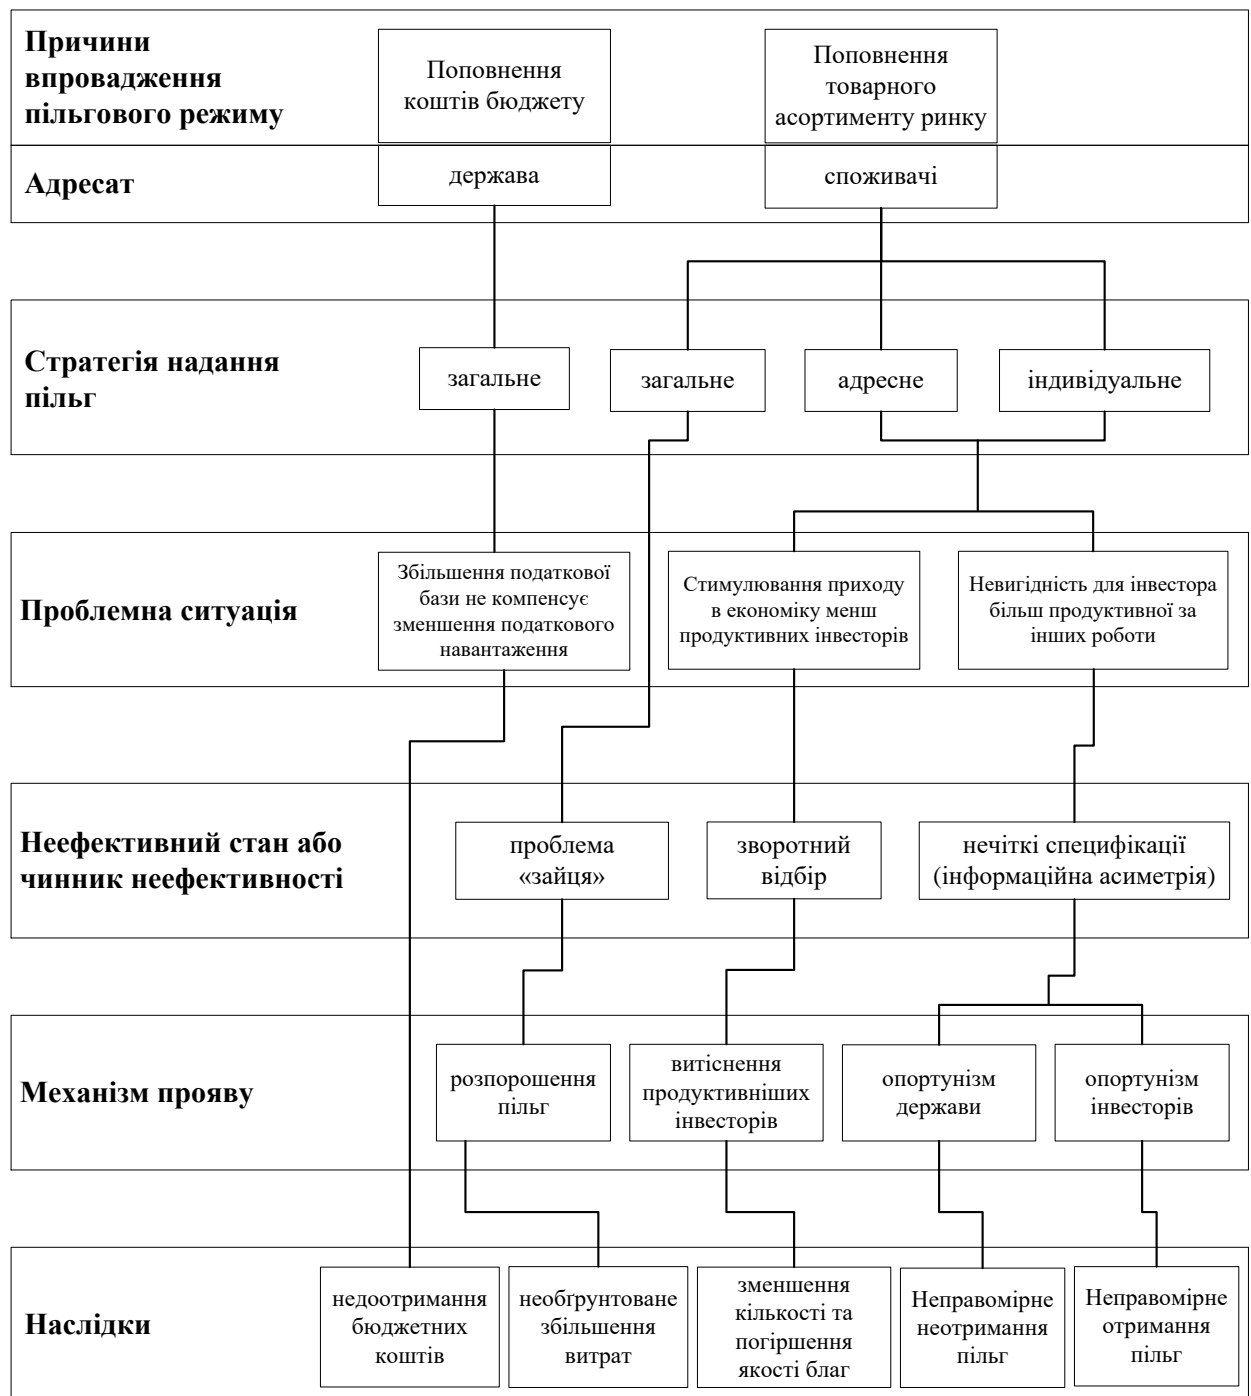 Причини
впровадження
пільгового режиму
Поповнення
коштів бюджету
Поповнення
товарного
асортименту ринку
Адресат
держава
споживачі
Стратегія надання
пільг
загальне
загальне
адресне
індивідуальне
Проблемна ситуація
Збільшення податкової
бази не компенсує
зменшення податкового
навантаження
Стимулювання приходу
в економіку менш
продуктивних інвесторів
Невигідність для інвестора
більш продуктивної за
інших роботи
Неефективний стан або
чинник неефективності
проблема
«зайця»
зворотний
відбір
нечіткі специфікації
(інформаційна асиметрія)
Механізм прояву
розпорошення
пільг
витіснення
продуктивніших
інвесторів
опортунізм
держави
опортунізм
інвесторів
Наслідки
недоотримання
бюджетних
коштів
необґрунтоване
збільшення
витрат
зменшення
кількості та
погіршення
якості благ
Неправомірне
неотримання
пільг
Неправомірне
отримання
пільг